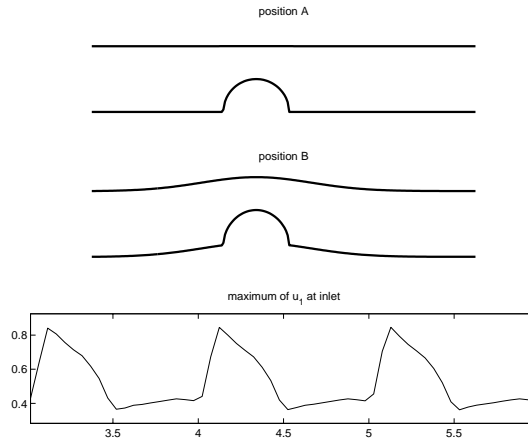 position A
position B
maximum of u₁ at inlet
0.8
0.6
0.4
3.5 4 4.5 5 5.5